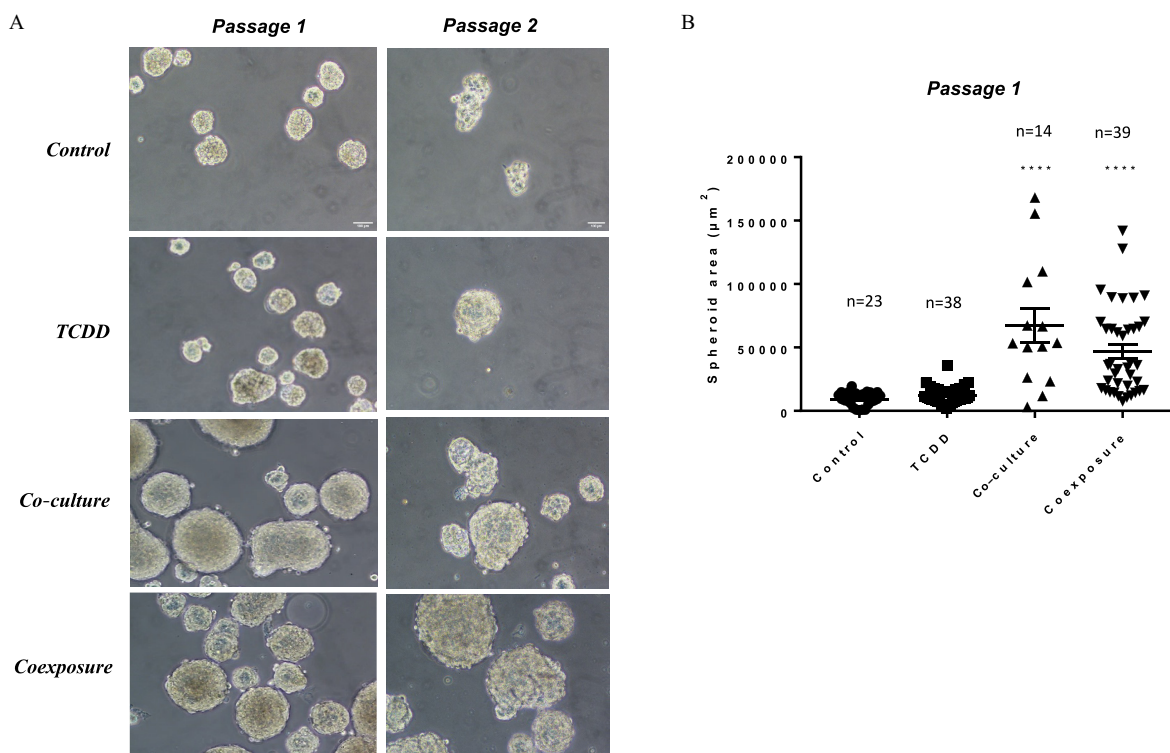 A
B
Passage 1
Passage 2
Control
TCDD
Co-culture
Coexposure
Passage 1
n=14
n=39
****
****
n=23
n=38
Spheroid area (µm²)
200000
150000
100000
50000
0
Control
TCDD
Co-culture
Coexposure